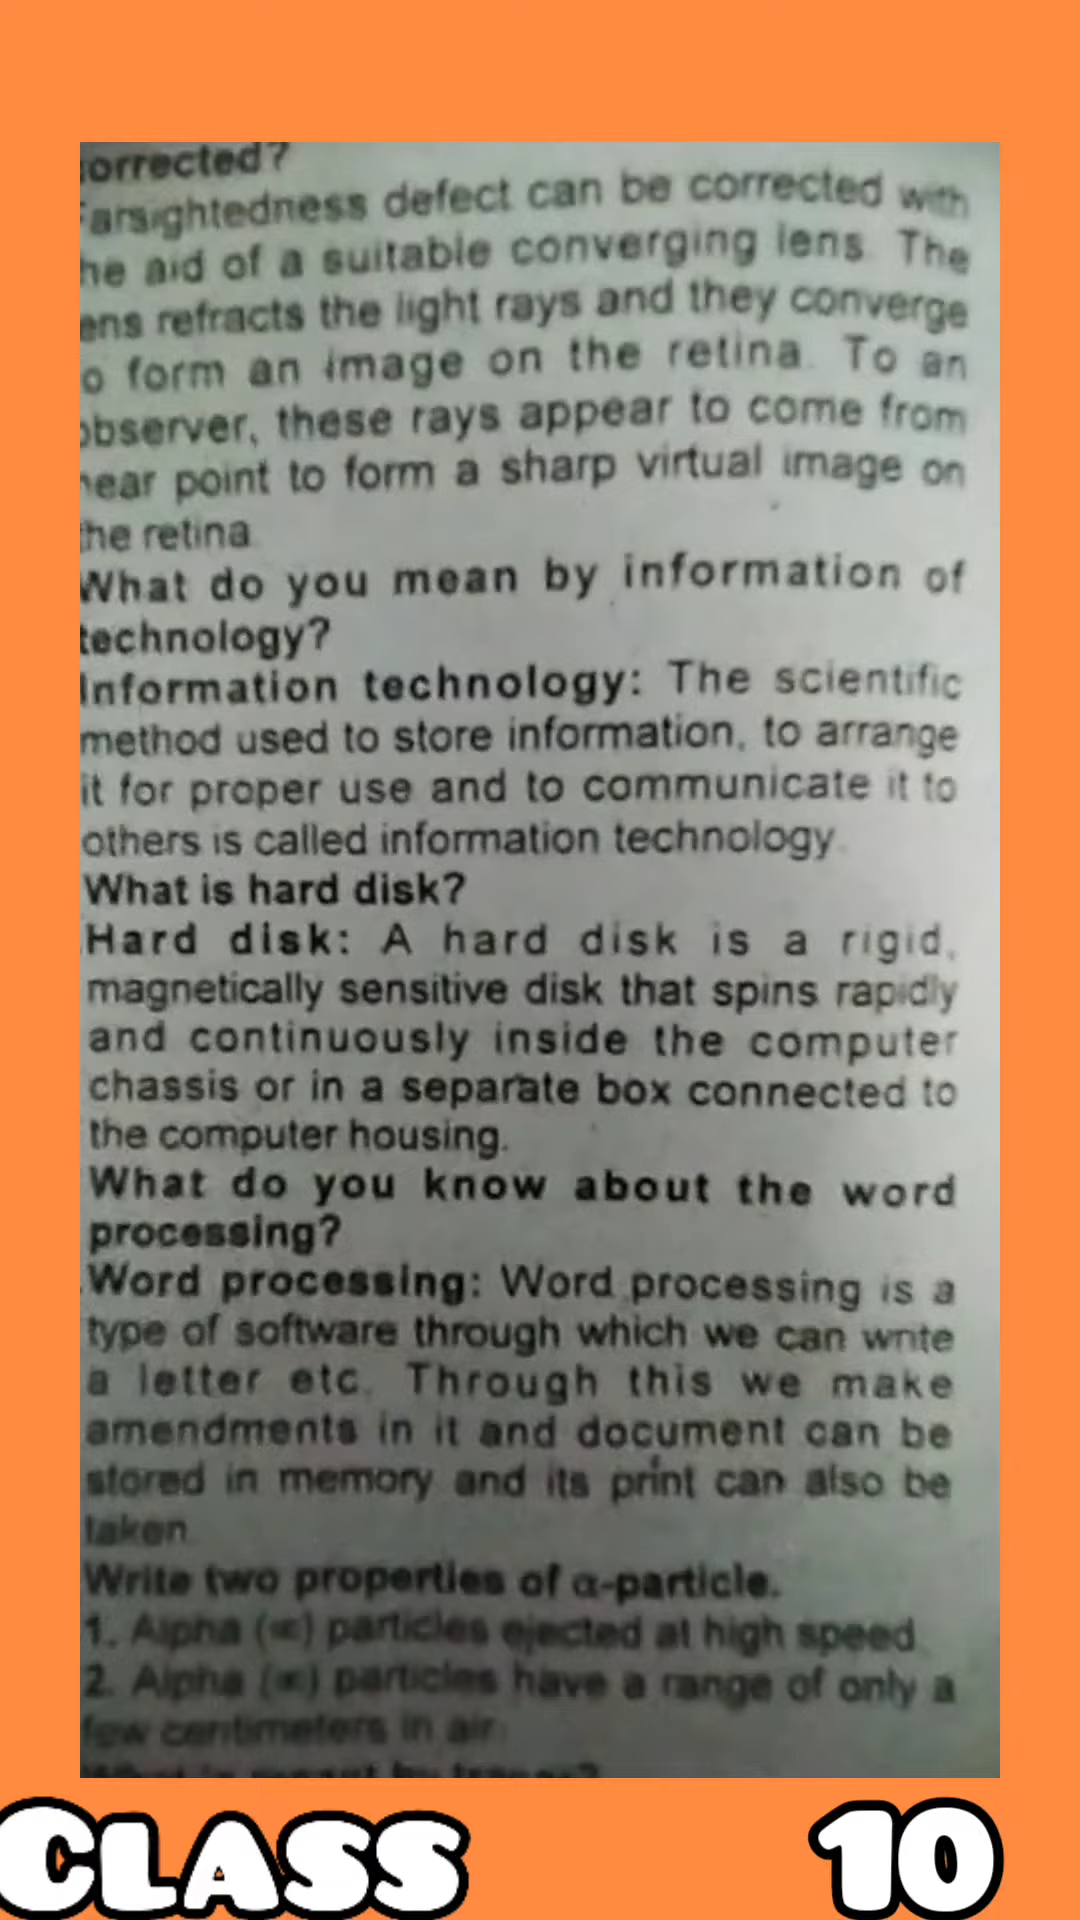 orrected?
arsightedness defect can be corrected with
he aid of a suitable converging lens. The
ens refracts the light rays and they converge
o form an image on the retina. To an
bserver, these rays appear to come from
ear point to form a sharp virtual image on
he retina.
What do you mean by information of
technology?
Information technology: The scientific
method used to store information, to arrange
it for proper use and to communicate it to
others is called information technology.
What is hard disk?
Hard disk: A hard disk is a rigid,
magnetically sensitive disk that spins rapidly
and continuously inside the computer
chassis or in a separate box connected to
the computer housing.
What do you know about the word
processing?
Word processing: Word processing is a
type of software through which we can write
a letter etc. Through this we make
amendments in it and document can be
stored in memory and its print can also be
taken.
Write two properties of α-particle.
1. Alpha (∝) particles ejected at high speed.
2. Alpha (∝) particles have a range of only a
few centimeters in air.
CLASS 10